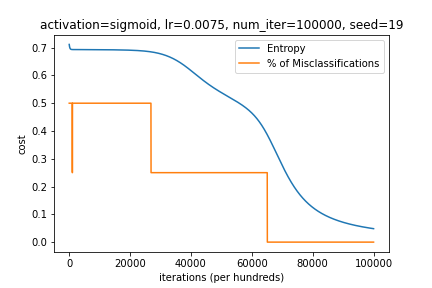 activation=sigmoid, lr=0.0075, num_iter=100000, seed=19
Entropy
% of Misclassifications
cost
0.7
0.6
0.5
0.4
0.3
0.2
0.1
0.0
0 20000 40000 60000 80000 100000
iterations (per hundreds)